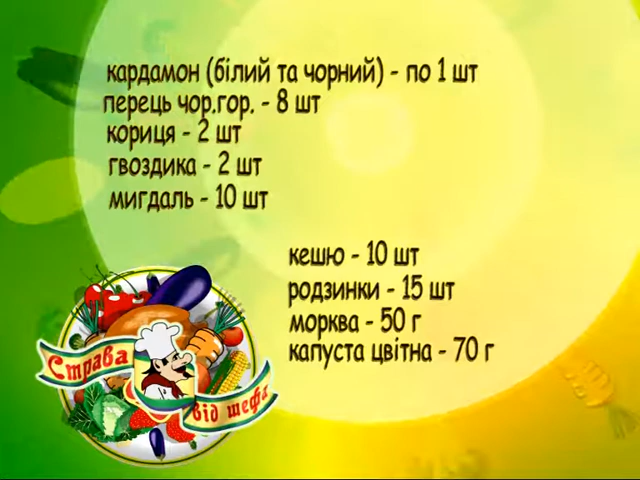 кардамон (білий та чорний) - по 1 шт
перець чор.гор. - 8 шт
кориця - 2 шт
гвоздика - 2 шт
мигдаль - 10 шт
кешю - 10 шт
родзинки - 15 шт
морква - 50 г
капуста цвітна - 70 г
Страва
від шефа